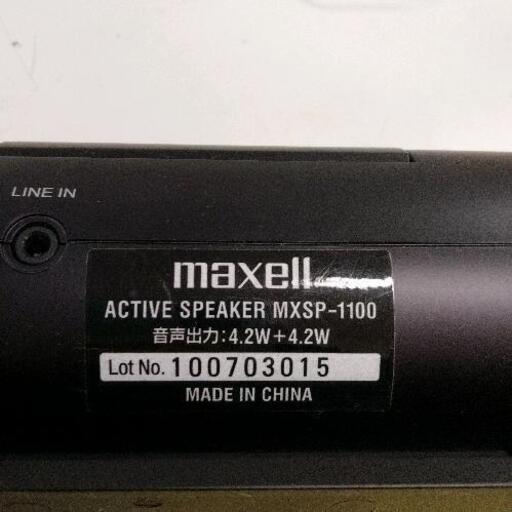 LINE IN
maxell
ACTIVE SPEAKER MXSP-1100
音声出力:4.2W+4.2W
Lot No. 100703015
MADE IN CHINA